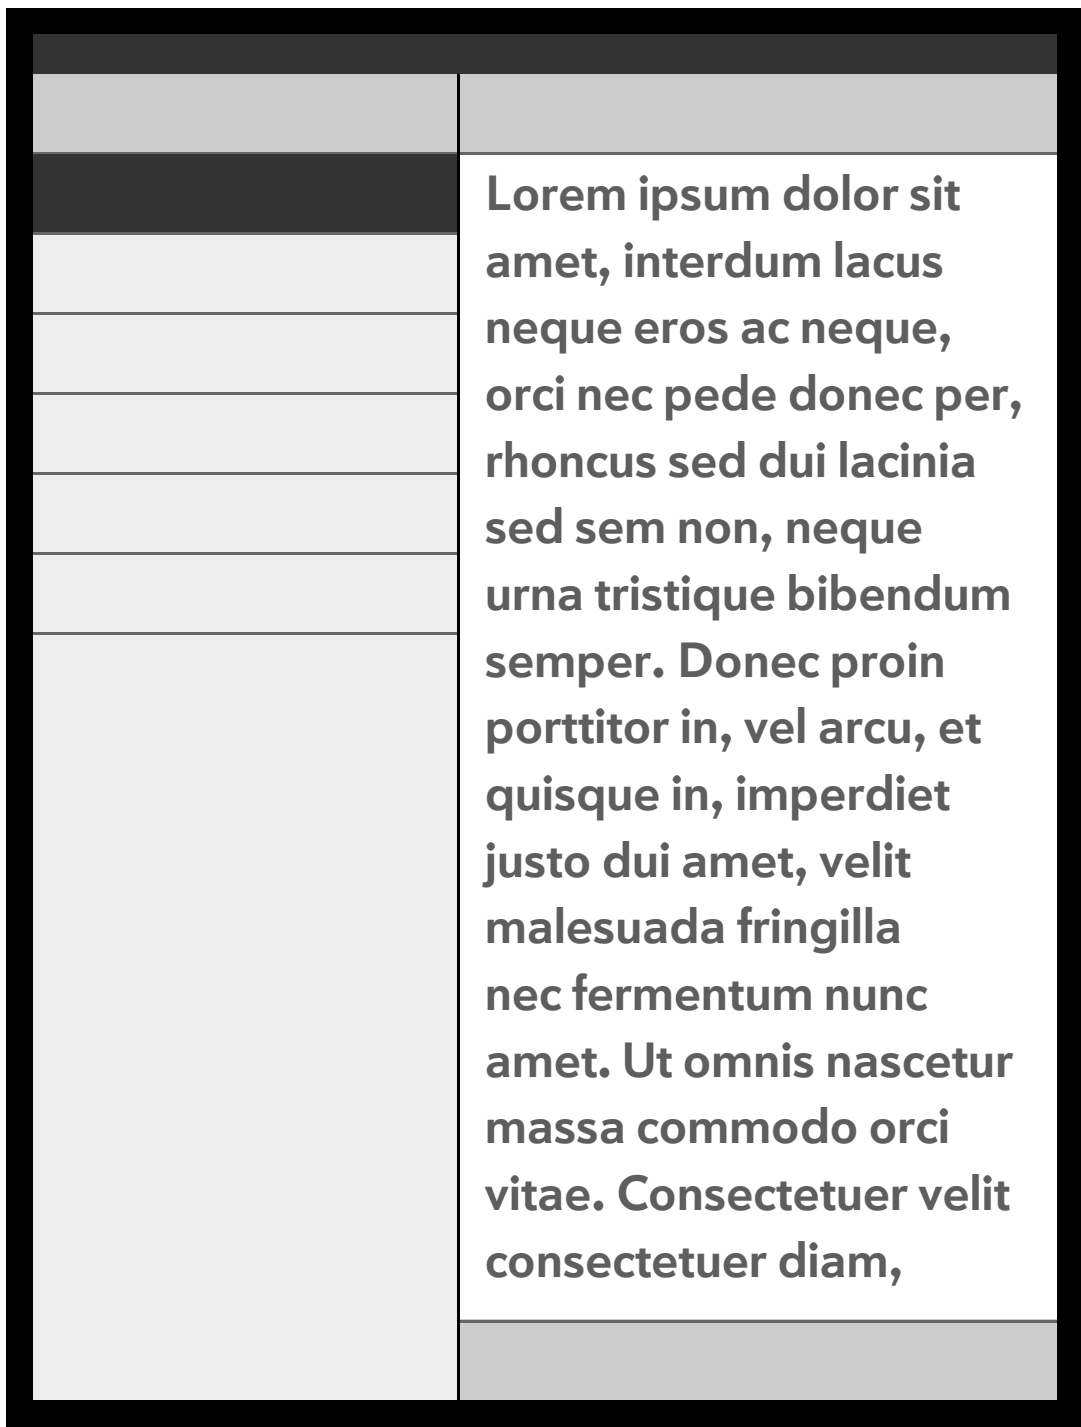 Lorem ipsum dolor sit
amet, interdum lacus
neque eros ac neque,
orci nec pede donec per,
rhoncus sed dui lacinia
sed sem non, neque
urna tristique bibendum
semper. Donec proin
porttitor in, vel arcu, et
quisque in, imperdiet
justo dui amet, velit
malesuada fringilla
nec fermentum nunc
amet. Ut omnis nascetur
massa commodo orci
vitae. Consectetuer velit
consectetuer diam,